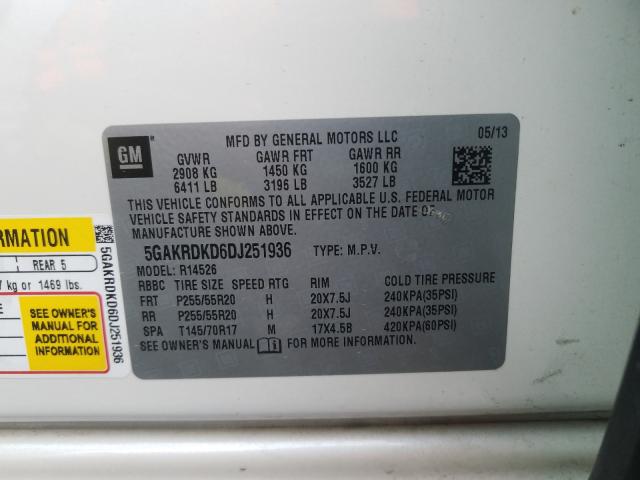 GM
MFD BY GENERAL MOTORS LLC 05/13
GVWR GAWR FRT GAWR RR
2908 KG 1450 KG 1600 KG
6411 LB 3196 LB 3527 LB
THIS VEHICLE CONFORMS TO ALL APPLICABLE U.S. FEDERAL MOTOR
VEHICLE SAFETY STANDARDS IN EFFECT ON THE DATE OF
MANUFACTURE SHOWN ABOVE.
5GAKRDKD6DJ251936 TYPE: M.P.V.
MODEL: R14526
RBBC TIRE SIZE SPEED RTG RIM COLD TIRE PRESSURE
FRT P255/55R20 H 20X7.5J 240KPA(35PSI)
RR P255/55R20 H 20X7.5J 240KPA(35PSI)
SPA T145/70R17 M 17X4.5B 420KPA(60PSI)
SEE OWNER'S MANUAL FOR MORE INFORMATION.
RMATION
REAR 5
kg or 1469 lbs.
SEE OWNER'S
MANUAL FOR
ADDITIONAL
INFORMATION
5GAKRDKD6DJ251936